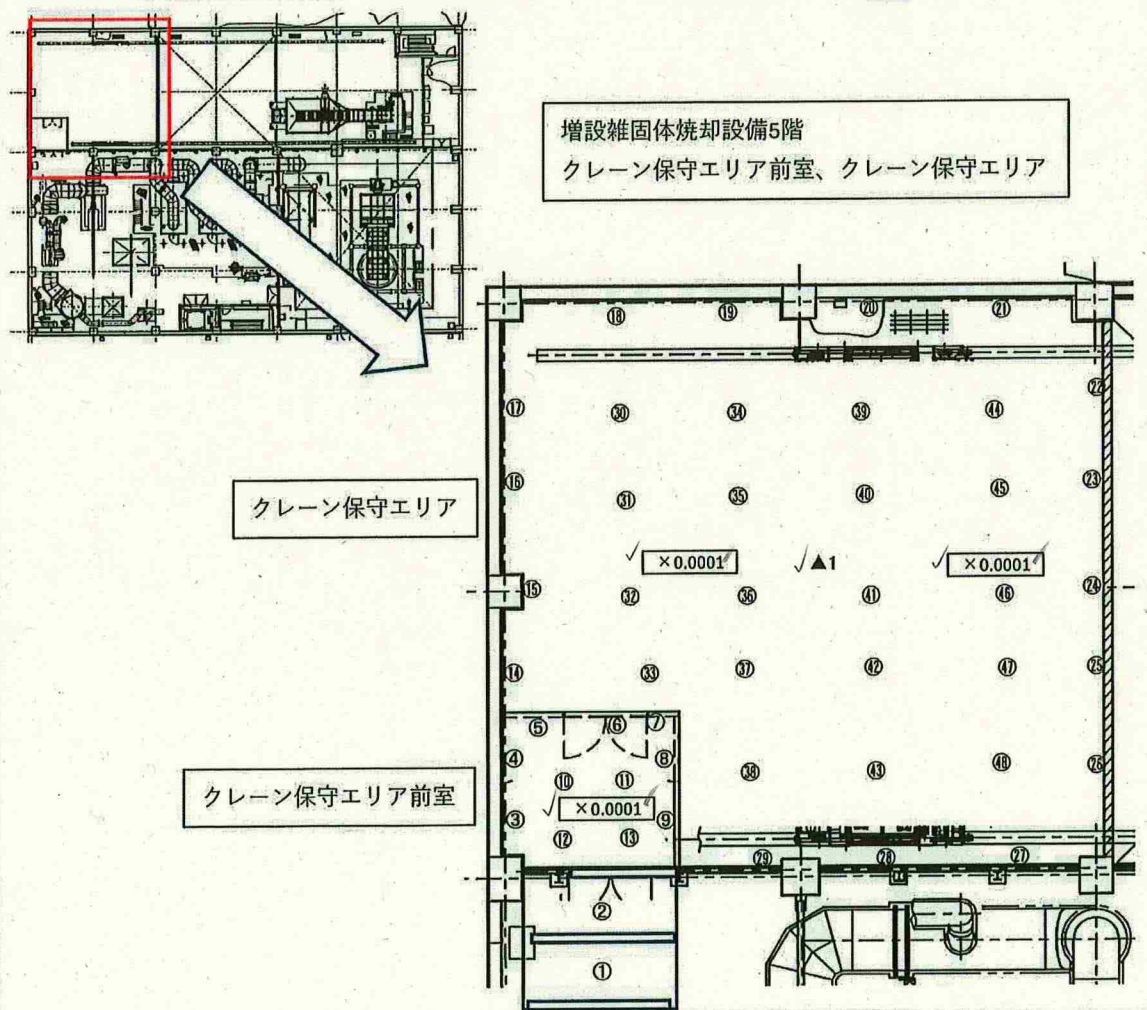 増設雑固体焼却設備5階
クレーン保守エリア前室、クレーン保守エリア
⑱ ⑲ ⑳ ㉑
㉒
⑰ ㉚ ㉞ ㊴ ㊹
クレーン保守エリア
⑯ ㉛ ㉟ ㊵ ㊺ ㉓
×0.0001 ▲1 ×0.0001
⑮ ㉜ ㊱ ㊶ ㊻ ㉔
⑭ ㉝ ㊲ ㊷ ㊼ ㉕
⑤ ⑥ ⑦
④ ⑧ ㊳ ㊸ ㊽ ㉖
クレーン保守エリア前室
⑩ ⑪
×0.0001
③ ⑨
⑫ ⑬
㉙ ㉘ ㉗
②
①